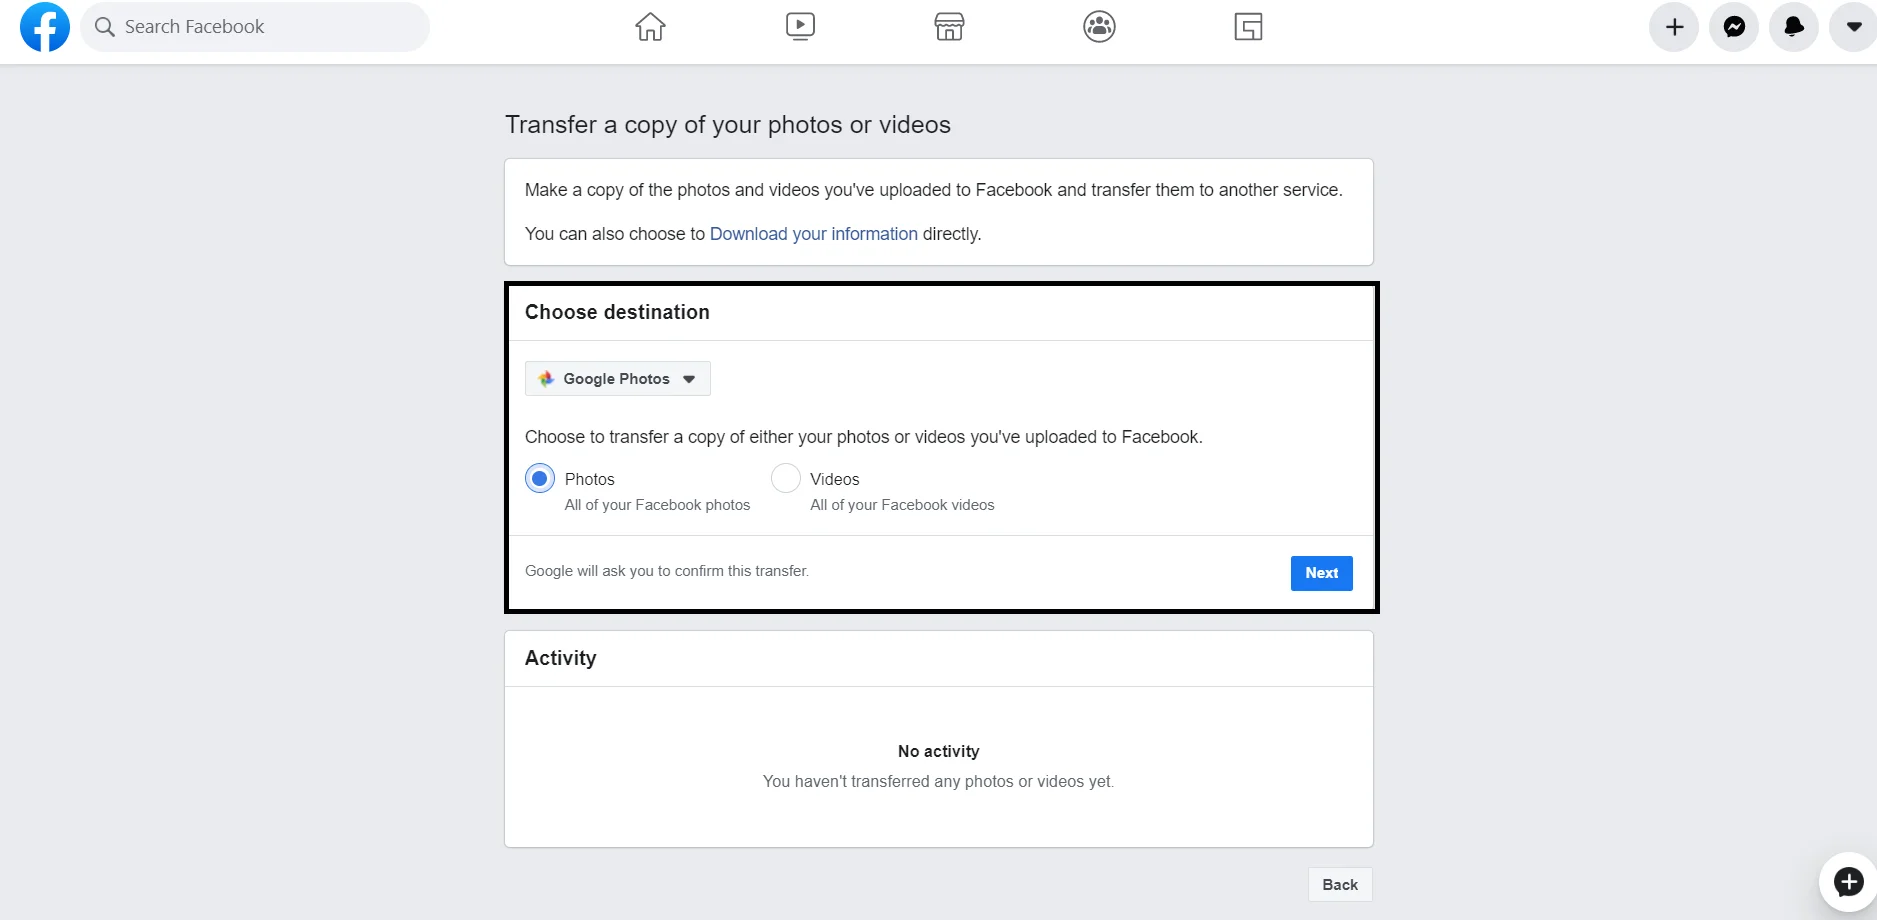 Search Facebook
Transfer a copy of your photos or videos
Make a copy of the photos and videos you've uploaded to Facebook and transfer them to another service.
You can also choose to Download your information directly.
Choose destination
Google Photos
Choose to transfer a copy of either your photos or videos you've uploaded to Facebook.
Photos
All of your Facebook photos
Videos
All of your Facebook videos
Google will ask you to confirm this transfer.
Next
Activity
No activity
You haven't transferred any photos or videos yet.
Back